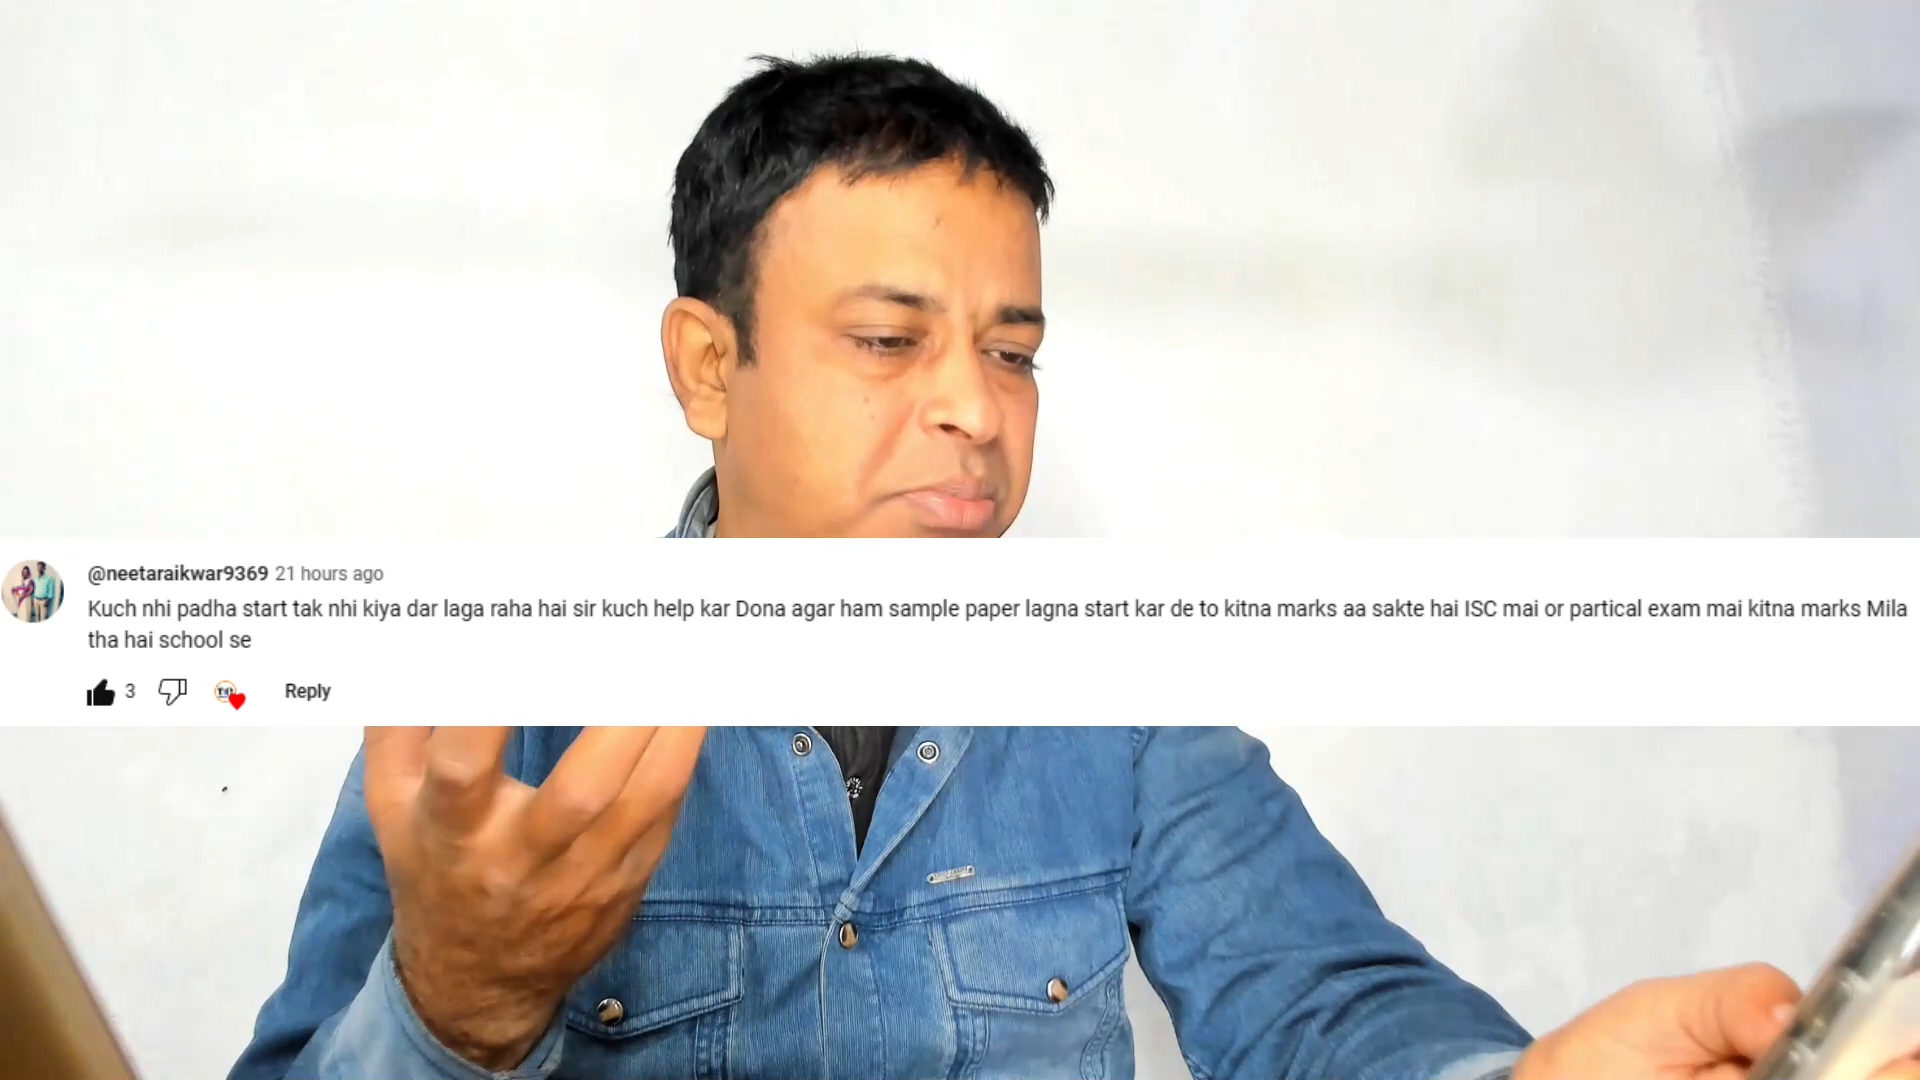 @neetaraikwar9369 21 hours ago
Kuch nhi padha start tak nhi kiya dar laga raha hai sir kuch help kar Dona agar ham sample paper lagna start kar de to kitna marks aa sakte hai ISC mai or partical exam mai kitna marks Mila
tha hai school se
3 Reply